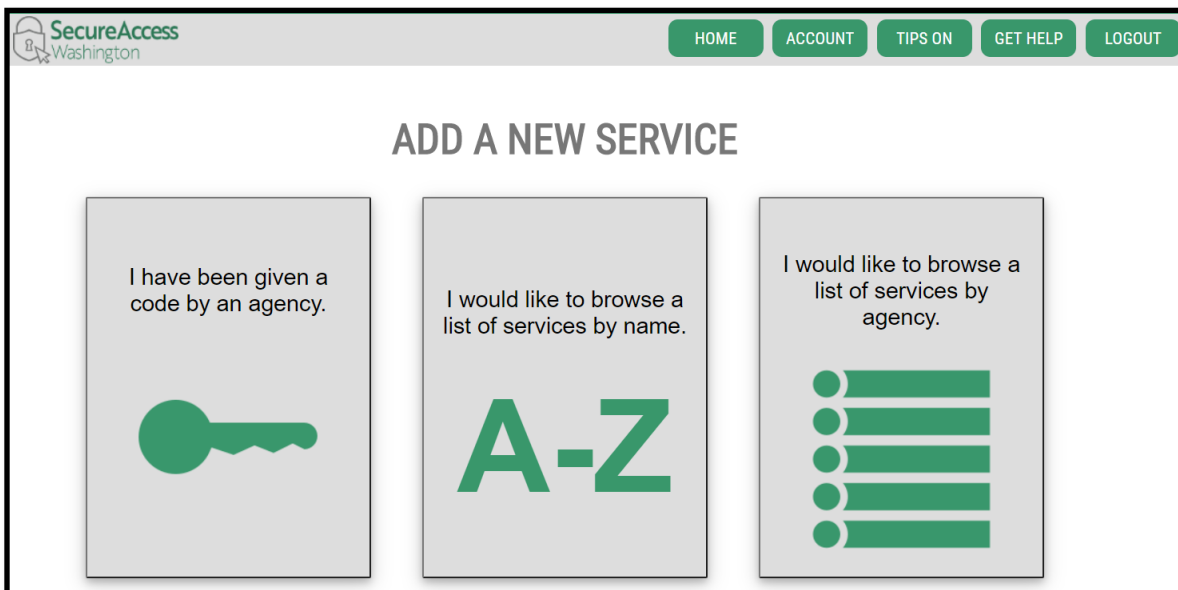 SecureAccess
Washington
HOME
ACCOUNT
TIPS ON
GET HELP
LOGOUT
ADD A NEW SERVICE
I have been given a
code by an agency.
I would like to browse a
list of services by name.
A-Z
I would like to browse a
list of services by
agency.